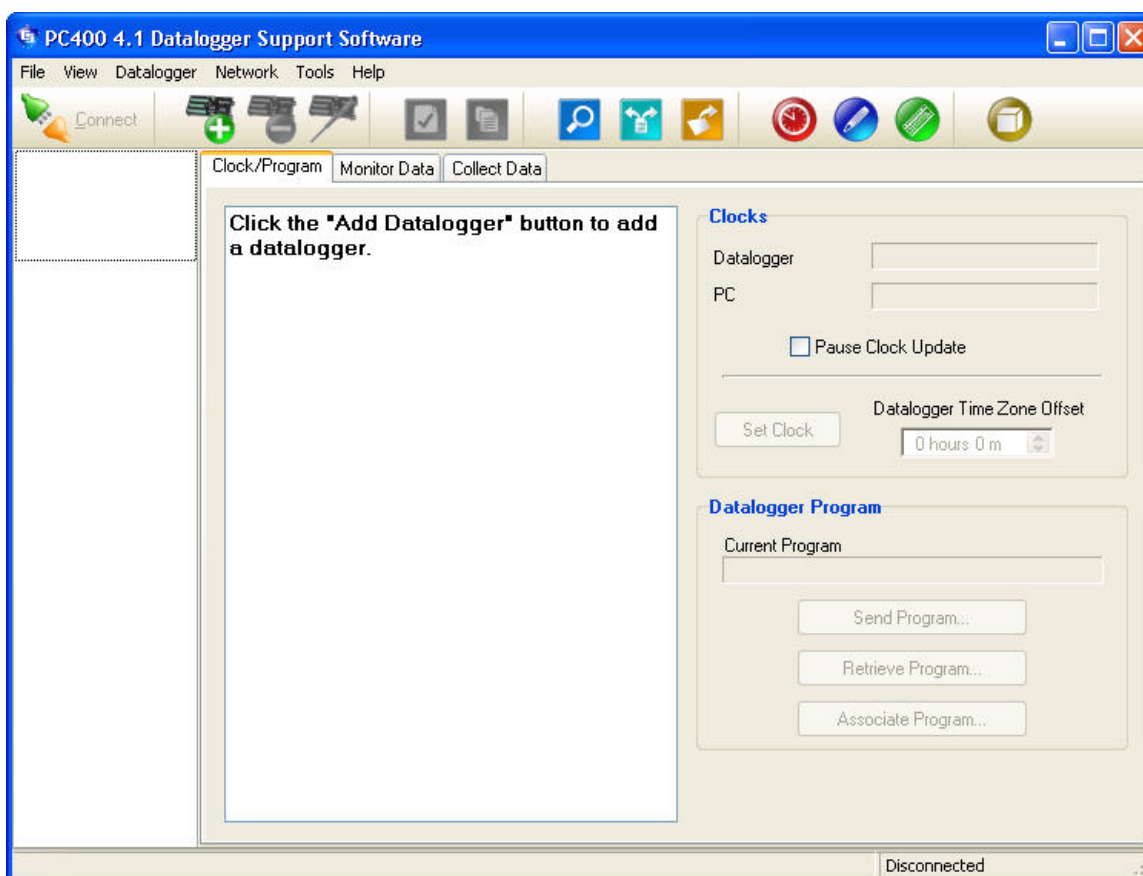 PC400 4.1 Datalogger Support Software
File View Datalogger Network Tools Help
Connect
Clock/Program Monitor Data Collect Data
Click the "Add Datalogger" button to add
a datalogger.
Clocks
Datalogger
PC
Pause Clock Update
Set Clock
Datalogger Time Zone Offset
0 hours 0 m
Datalogger Program
Current Program
Send Program...
Retrieve Program...
Associate Program...
Disconnected